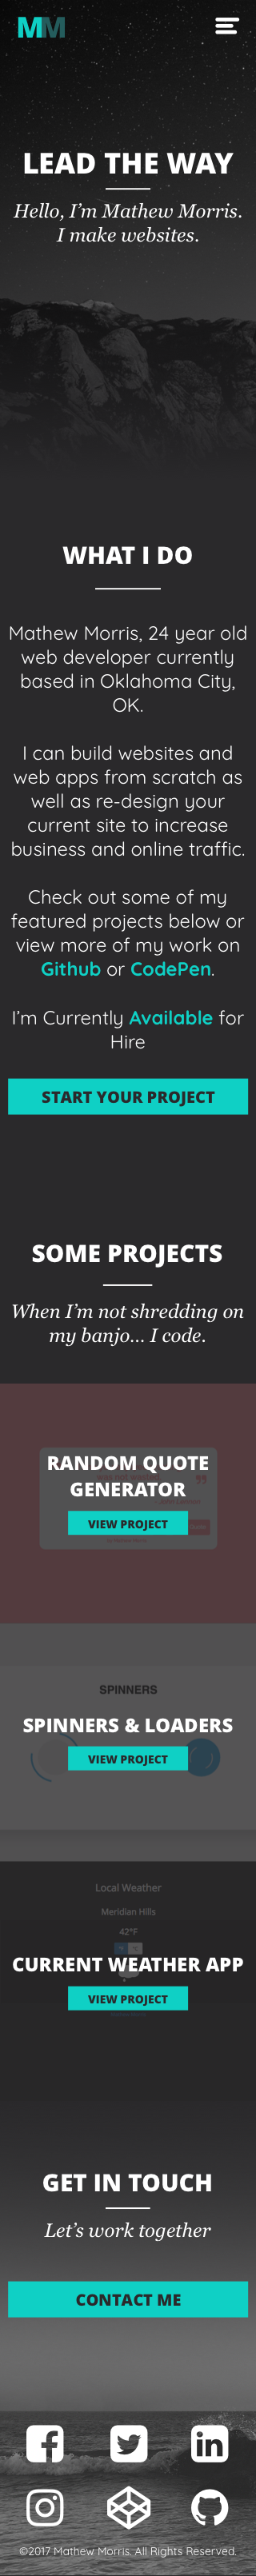 MM
LEAD THE WAY
Hello, I'm Mathew Morris.
I make websites.
WHAT I DO
Mathew Morris, 24 year old
web developer currently
based in Oklahoma City,
OK.
I can build websites and
web apps from scratch as
well as re-design your
current site to increase
business and online traffic.
Check out some of my
featured projects below or
view more of my work on
Github or CodePen.
I'm Currently Available for
Hire
START YOUR PROJECT
SOME PROJECTS
When I'm not shredding on
my banjo... I code.
RANDOM QUOTE
GENERATOR
VIEW PROJECT
SPINNERS
SPINNERS & LOADERS
VIEW PROJECT
Local Weather
Meridian Hills
42°F
CURRENT WEATHER APP
VIEW PROJECT
GET IN TOUCH
Let's work together
CONTACT ME
©2017 Mathew Morris. All Rights Reserved.